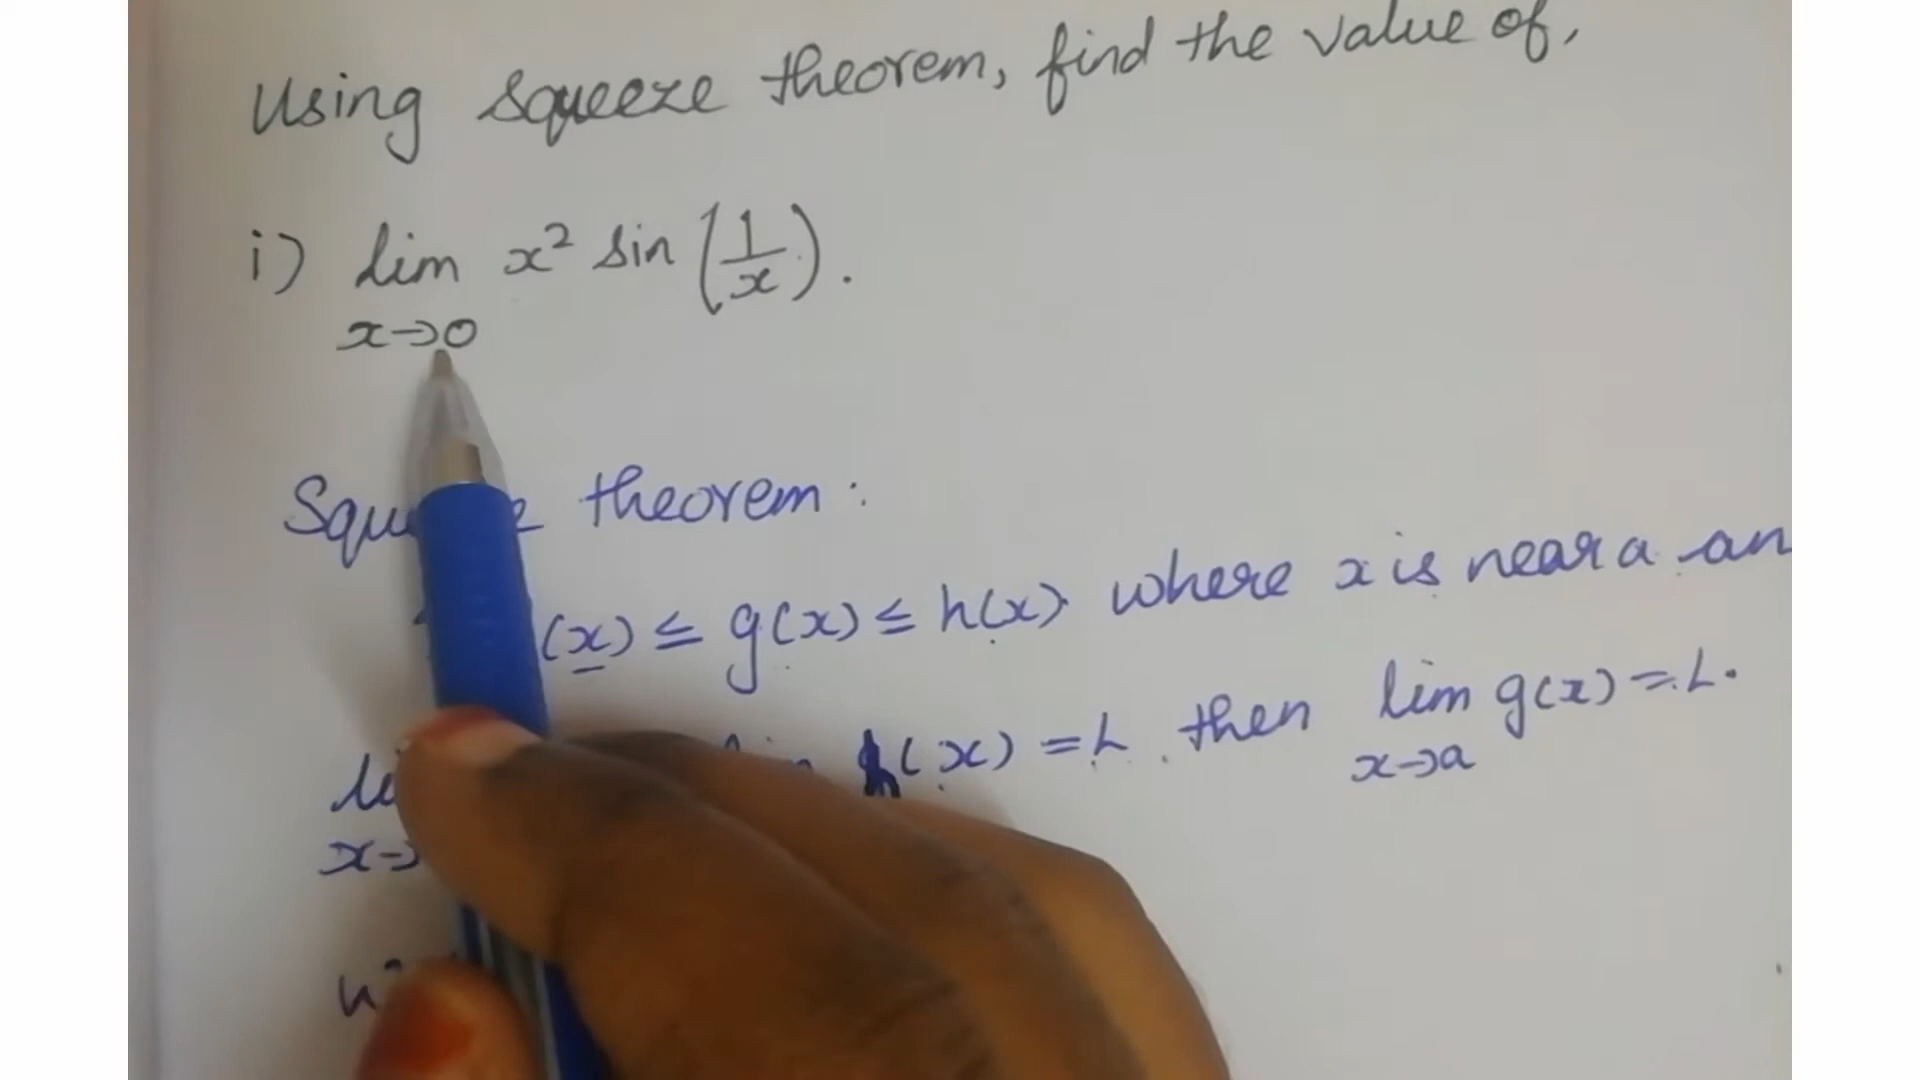 Using squeeze theorem, find the value of,
i) lim x² sin (1/x).
x→0
theorem:
(x) ≤ g(x) ≤ h(x) where x is near a an
h(x) = L then lim g(x) = L.
x→a